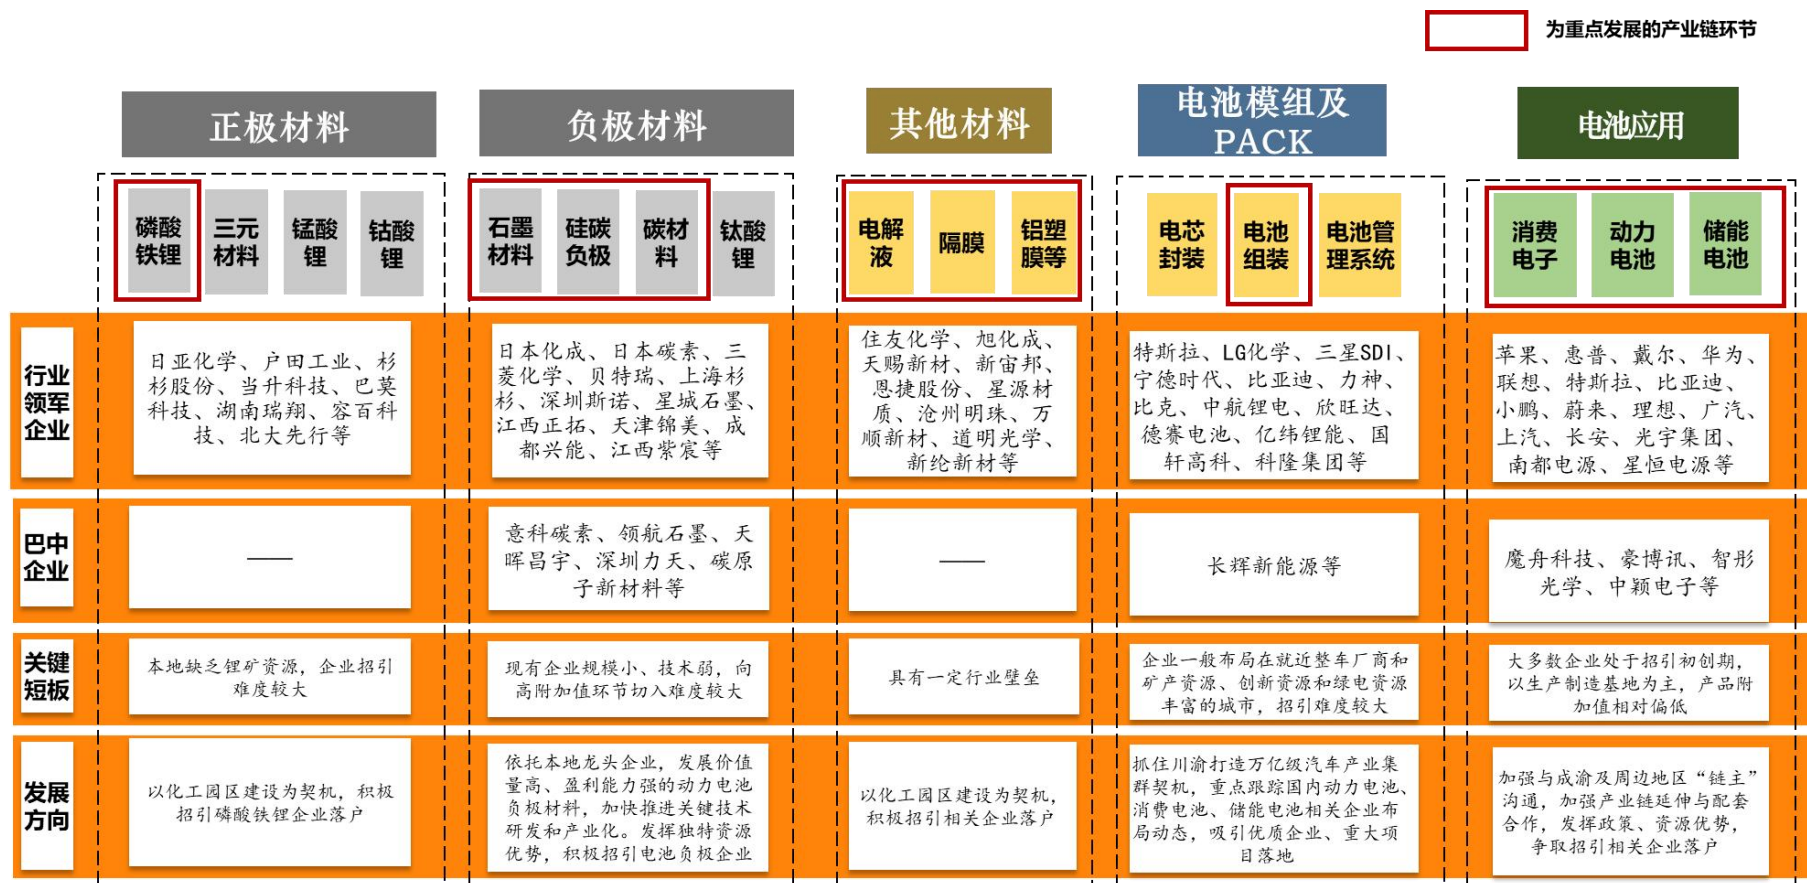 为重点发展的产业链环节
正极材料
负极材料
其他材料
电池模组及
PACK
电池应用
磷酸
铁锂
三元
材料
锰酸
锂
钴酸
锂
石墨
材料
硅碳
负极
碳材
料
钛酸
锂
电解
液
隔膜
铝塑
膜等
电芯
封装
电池
组装
电池管
理系统
消费
电子
动力
电池
储能
电池
行业
领军
企业
日亚化学、户田工业、杉
杉股份、当升科技、巴莫
科技、湖南瑞翔、容百科
技、北大先行等
日本化成、日本碳素、三
菱化学、贝特瑞、上海杉
杉、深圳斯诺、星城石墨、
江西正拓、天津锦美、成
都兴能、江西紫宸等
住友化学、旭化成、
天赐新材、新宙邦、
恩捷股份、星源材
质、沧州明珠、万
顺新材、道明光学、
新纶新材等
特斯拉、LG化学、三星SDI、
宁德时代、比亚迪、力神、
比克、中航锂电、欣旺达、
德赛电池、亿纬锂能、国
轩高科、科隆集团等
苹果、惠普、戴尔、华为、
联想、特斯拉、比亚迪、
小鹏、蔚来、理想、广汽、
上汽、长安、光宇集团、
南都电源、星恒电源等
巴中
企业
——
意科碳素、领航石墨、天
晖昌宇、深圳力天、碳原
子新材料等
——
长辉新能源等
魔舟科技、豪博讯、智彤
光学、中颖电子等
关键
短板
本地缺乏锂矿资源，企业招引
难度较大
现有企业规模小、技术弱，向
高附加值环节切入难度较大
具有一定行业壁垒
企业一般布局在就近整车厂商和
矿产资源、创新资源和绿电资源
丰富的城市，招引难度较大
大多数企业处于招引初创期，
以生产制造基地为主，产品附
加值相对偏低
发展
方向
以化工园区建设为契机，积极
招引磷酸铁锂企业落户
依托本地龙头企业，发展价值
量高、盈利能力强的动力电池
负极材料，加快推进关键技术
研发和产业化。发挥独特资源
优势，积极招引电池负极企业
以化工园区建设为契机，
积极招引相关企业落户
抓住川渝打造万亿级汽车产业集
群契机，重点跟踪国内动力电池、
消费电池、储能电池相关企业布
局动态，吸引优质企业、重大项
目落地
加强与成渝及周边地区“链主”
沟通，加强产业链延伸与配套
合作，发挥政策、资源优势，
争取招引相关企业落户